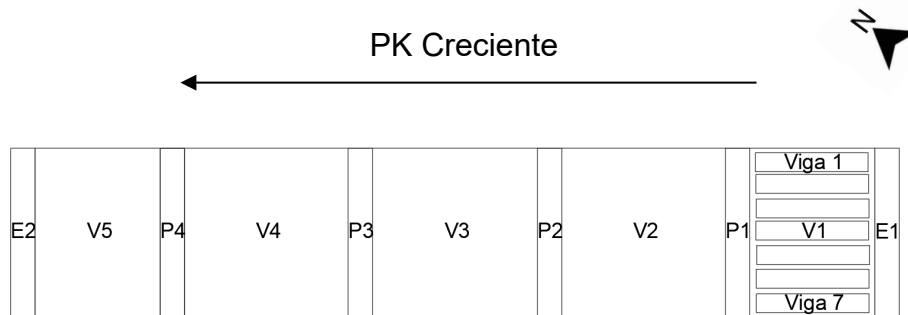 N
PK Creciente
Viga 1
E2 V5 P4 V4 P3 V3 P2 V2 P1 V1 E1
Viga 7